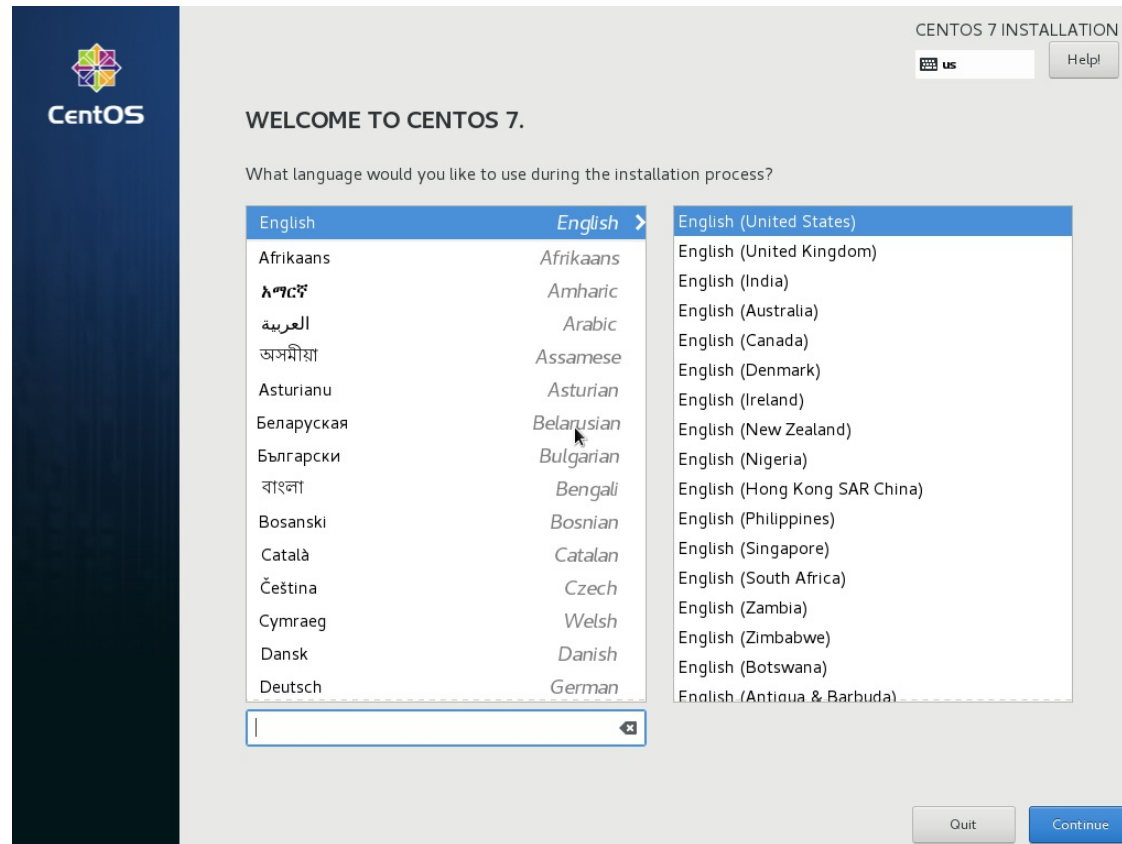 CENTOS 7 INSTALLATION
us
Help!
CentOS
WELCOME TO CENTOS 7.
What language would you like to use during the installation process?
English English
Afrikaans Afrikaans
አማርኛ Amharic
العربية Arabic
অসমীয়া Assamese
Asturianu Asturian
Беларуская Belarusian
Български Bulgarian
বাংলা Bengali
Bosanski Bosnian
Català Catalan
Čeština Czech
Cymraeg Welsh
Dansk Danish
Deutsch German
English (United States)
English (United Kingdom)
English (India)
English (Australia)
English (Canada)
English (Denmark)
English (Ireland)
English (New Zealand)
English (Nigeria)
English (Hong Kong SAR China)
English (Philippines)
English (Singapore)
English (South Africa)
English (Zambia)
English (Zimbabwe)
English (Botswana)
English (Antigua & Barbuda)
Quit
Continue